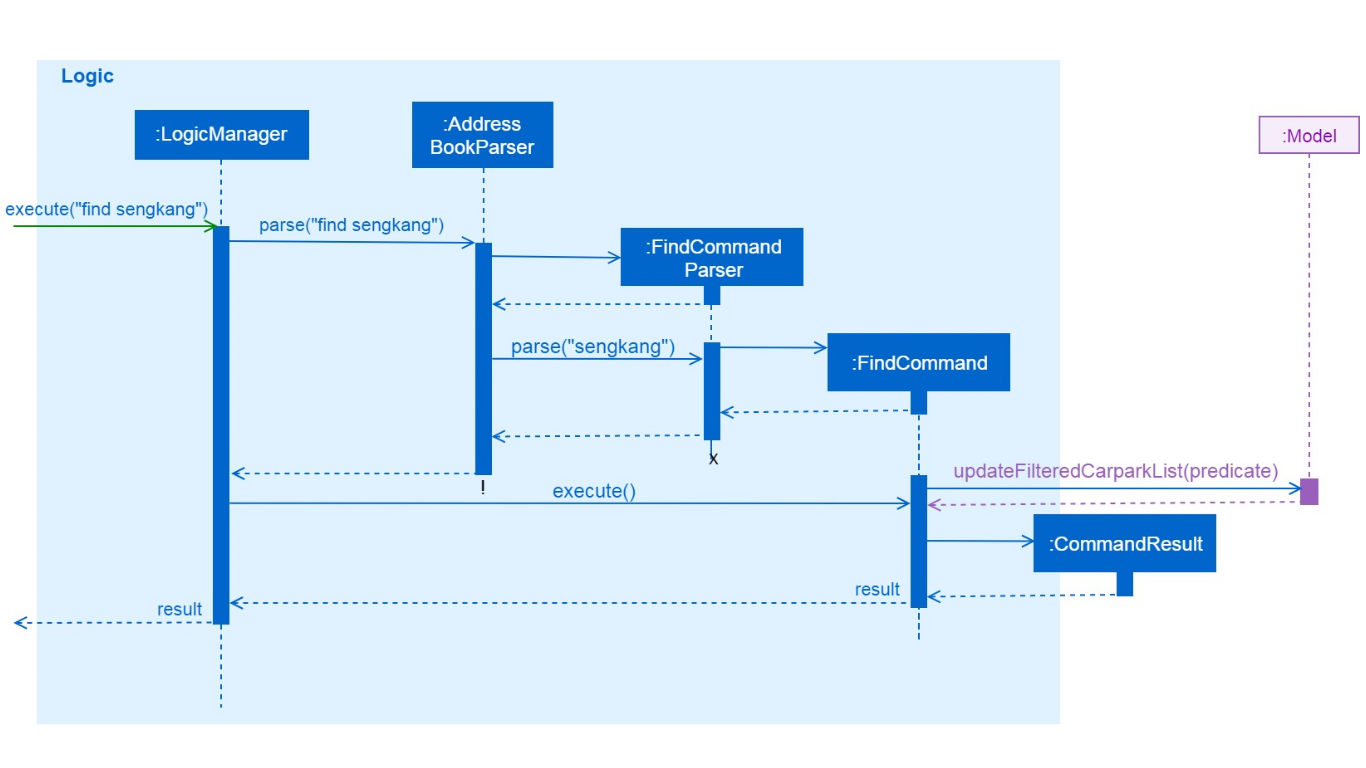 Logic
:LogicManager
:Address
BookParser
:Model
execute("find sengkang")
parse("find sengkang")
:FindCommand
Parser
parse("sengkang")
:FindCommand
x
updateFilteredCarparkList(predicate)
!
execute()
:CommandResult
result
result